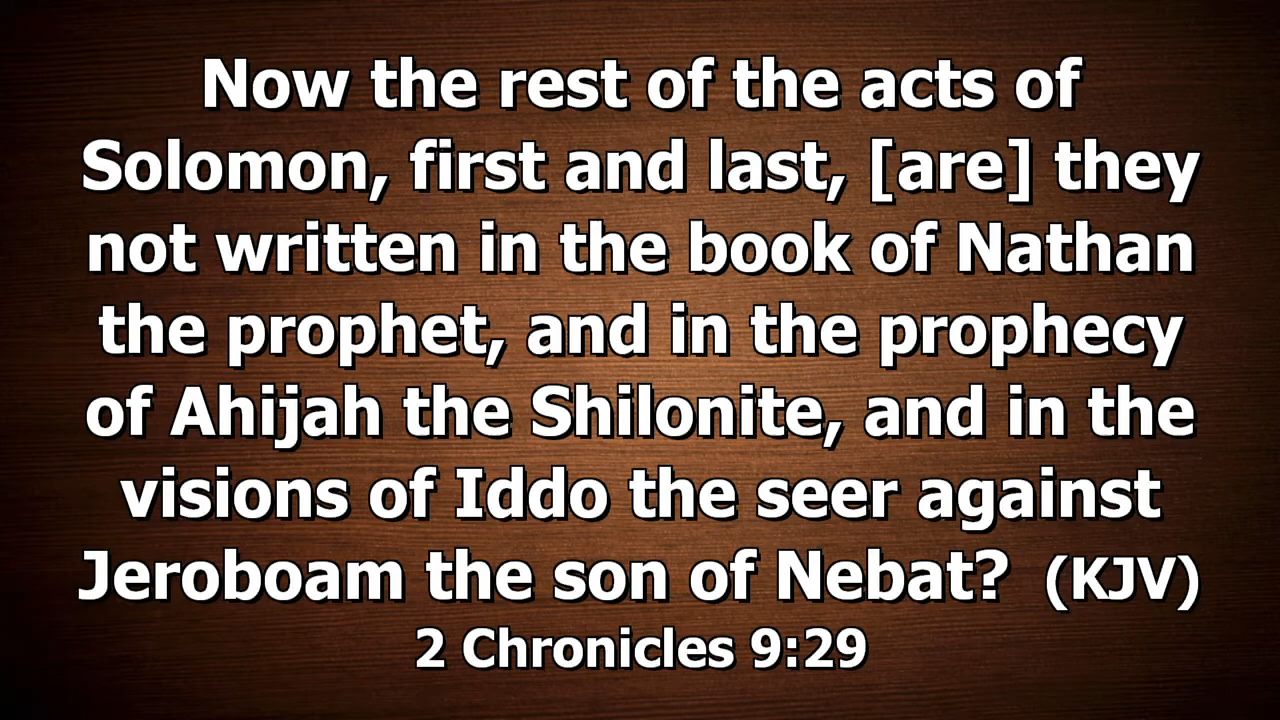 Now the rest of the acts of
Solomon, first and last, [are] they
not written in the book of Nathan
the prophet, and in the prophecy
of Ahijah the Shilonite, and in the
visions of Iddo the seer against
Jeroboam the son of Nebat? (KJV)
2 Chronicles 9:29